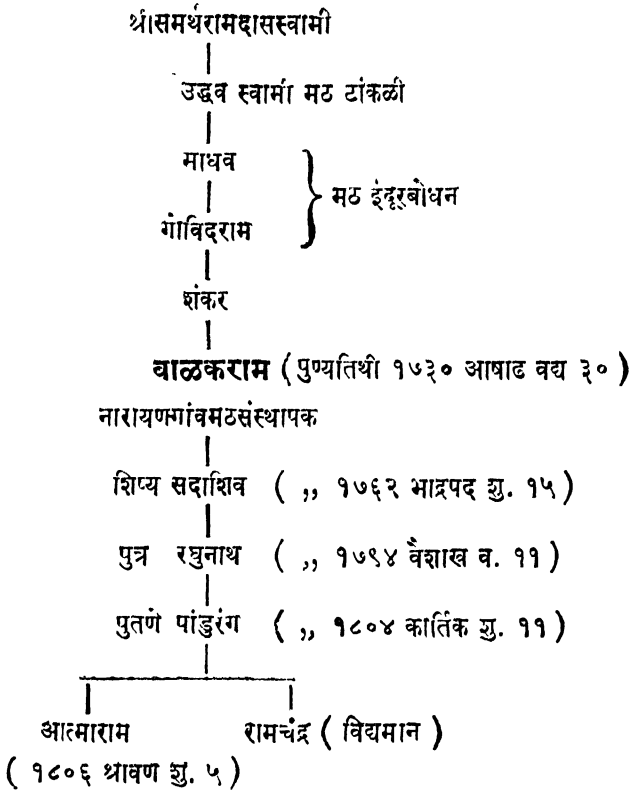 श्रीसमर्थरामदासस्वामी
उद्धव स्वामी मठ टांकळी
माधव
मठ इंदूरबोधन
गोविंदराम
शंकर
बाळकराम (पुण्यतिथी १७३० आषाढ वद्य ३०)
नारायणगांवमठसंस्थापक
शिष्य सदाशिव (,, १७६२ भाद्रपद शु. १५)
पुत्र रघुनाथ (,, १७९४ वैशाख व. ११)
पुतणे पांडुरंग (,, १८०४ कार्तिक शु. ११)
आत्माराम रामचंद्र (विद्यमान)
(१८०६ श्रावण शु. ५)